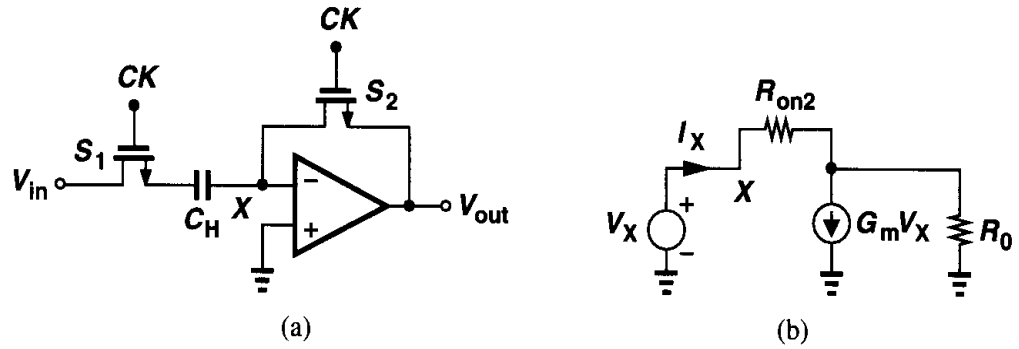 CK
CK
S2
S1
Vin
CH
X
−
+
Vout
(a)
Ron2
IX
X
VX
+
−
GmVX
R0
(b)